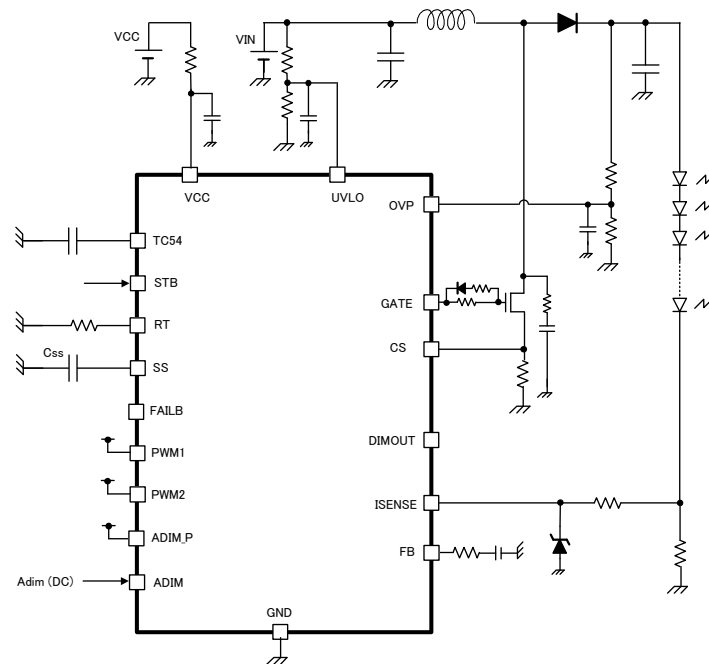 VCC
VIN
VCC
UVLO
OVP
TC54
STB
GATE
RT
CS
Css
SS
FAILB
DIMOUT
PWM1
PWM2
ISENSE
ADIM_P
FB
Adim (DC)
ADIM
GND